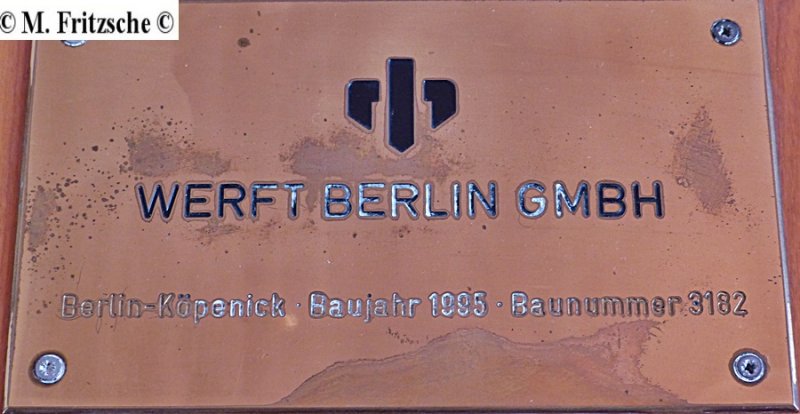 © M. Fritzsche ©
WERFT BERLIN GMBH
Berlin-Köpenick · Baujahr 1995 · Baunummer 3182